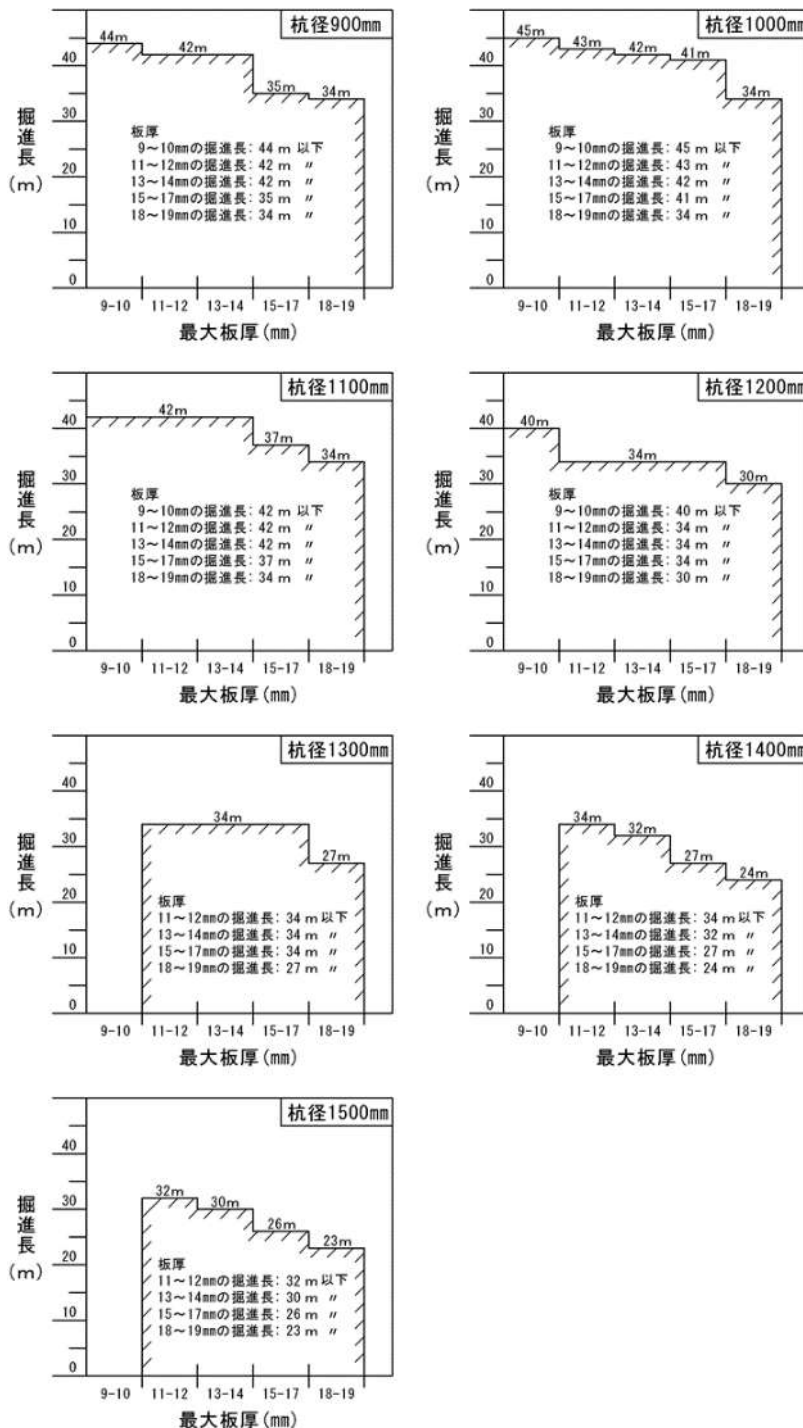 杭径900㎜
44m
42m
35m
34m
40
30
20
10
0
掘進長
(m)
板厚
9～10㎜の掘進長: 44 m 以下
11～12㎜の掘進長: 42 m 〃
13～14㎜の掘進長: 42 m 〃
15～17㎜の掘進長: 35 m 〃
18～19㎜の掘進長: 34 m 〃
9-10 11-12 13-14 15-17 18-19
最大板厚(㎜)
杭径1000㎜
45m
43m
42m
41m
34m
40
30
20
10
0
掘進長
(m)
板厚
9～10㎜の掘進長: 45 m 以下
11～12㎜の掘進長: 43 m 〃
13～14㎜の掘進長: 42 m 〃
15～17㎜の掘進長: 41 m 〃
18～19㎜の掘進長: 34 m 〃
9-10 11-12 13-14 15-17 18-19
最大板厚(㎜)
杭径1100㎜
42m
37m
34m
40
30
20
10
0
掘進長
(m)
板厚
9～10㎜の掘進長: 42 m 以下
11～12㎜の掘進長: 42 m 〃
13～14㎜の掘進長: 42 m 〃
15～17㎜の掘進長: 37 m 〃
18～19㎜の掘進長: 34 m 〃
9-10 11-12 13-14 15-17 18-19
最大板厚(㎜)
杭径1200㎜
40m
34m
30m
40
30
20
10
0
掘進長
(m)
板厚
9～10㎜の掘進長: 40 m 以下
11～12㎜の掘進長: 34 m 〃
13～14㎜の掘進長: 34 m 〃
15～17㎜の掘進長: 34 m 〃
18～19㎜の掘進長: 30 m 〃
9-10 11-12 13-14 15-17 18-19
最大板厚(㎜)
杭径1300㎜
34m
27m
40
30
20
10
0
掘進長
(m)
板厚
11～12㎜の掘進長: 34 m 以下
13～14㎜の掘進長: 34 m 〃
15～17㎜の掘進長: 34 m 〃
18～19㎜の掘進長: 27 m 〃
9-10 11-12 13-14 15-17 18-19
最大板厚(㎜)
杭径1400㎜
34m
32m
27m
24m
40
30
20
10
0
掘進長
(m)
板厚
11～12㎜の掘進長: 34 m 以下
13～14㎜の掘進長: 32 m 〃
15～17㎜の掘進長: 27 m 〃
18～19㎜の掘進長: 24 m 〃
9-10 11-12 13-14 15-17 18-19
最大板厚(㎜)
杭径1500㎜
32m
30m
26m
23m
40
30
20
10
0
掘進長
(m)
板厚
11～12㎜の掘進長: 32 m 以下
13～14㎜の掘進長: 30 m 〃
15～17㎜の掘進長: 26 m 〃
18～19㎜の掘進長: 23 m 〃
9-10 11-12 13-14 15-17 18-19
最大板厚(㎜)